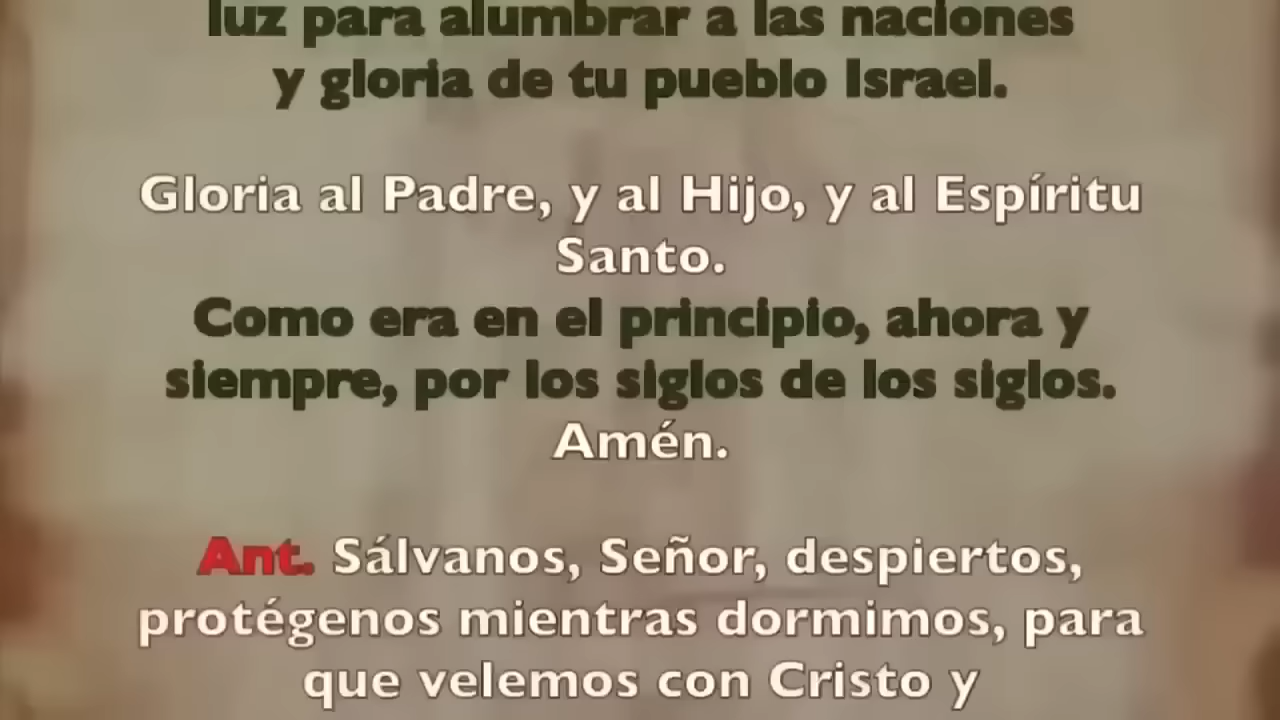 luz para alumbrar a las naciones
y gloria de tu pueblo Israel.
Gloria al Padre, y al Hijo, y al Espíritu
Santo.
Como era en el principio, ahora y
siempre, por los siglos de los siglos.
Amén.
Ant. Sálvanos, Señor, despiertos,
protégenos mientras dormimos, para
que velemos con Cristo y